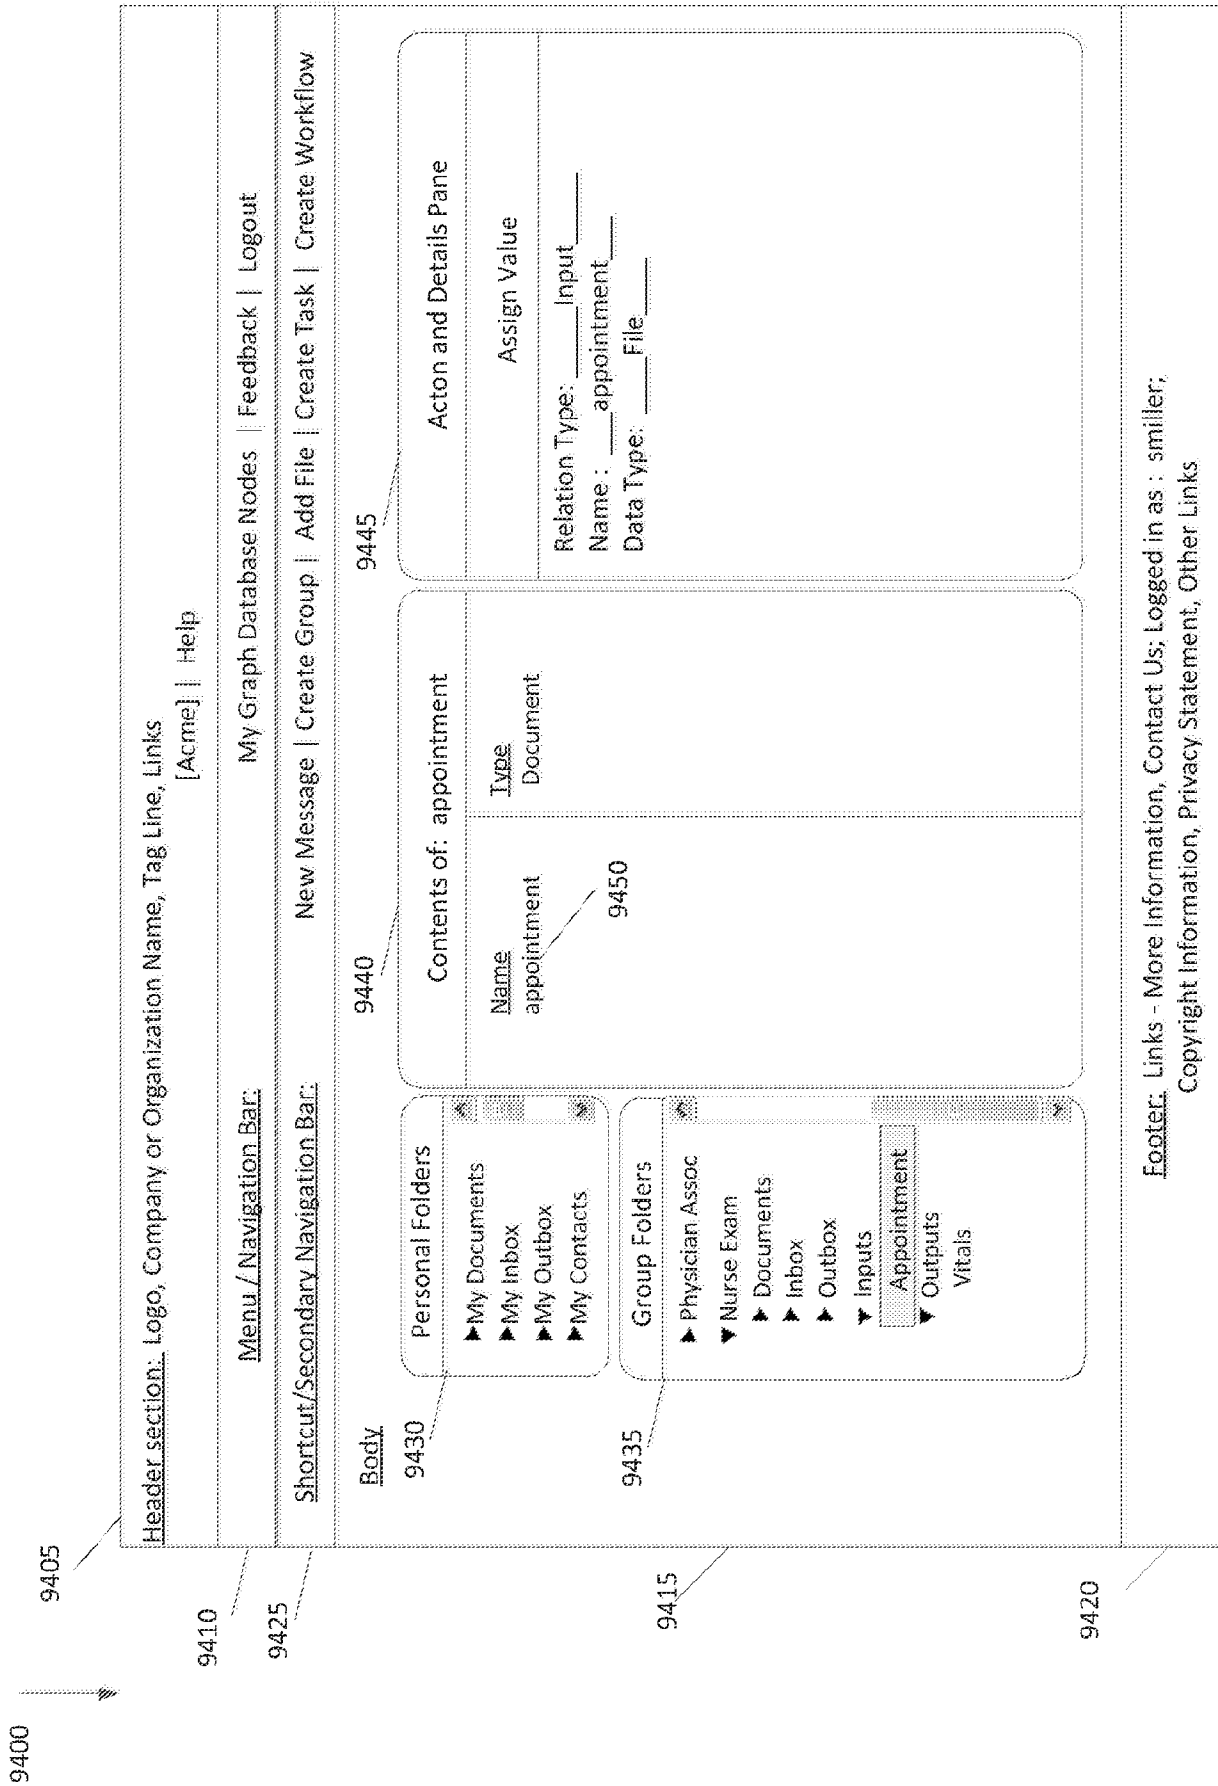 9400
9405
Header section: Logo, Company or Organization Name, Tag Line, Links
[Acme] | Help
9410
Menu / Navigation Bar:
My Graph Database Nodes | Feedback | Logout
9425
Shortcut/Secondary Navigation Bar:
New Message | Create Group | Add File | Create Task | Create Workflow
Body
9430
Personal Folders
▶My Documents
▶My Inbox
▶My Outbox
▶My Contacts
9435
Group Folders
▶Physician Assoc
▼Nurse Exam
▶Documents
▶Inbox
▶Outbox
▼Inputs
Appointment
▼Outputs
Vitals
9440
Contents of: appointment
Name
appointment
9450
Type
Document
9445
Acton and Details Pane
Assign Value
Relation Type: ____Input____
Name : ___appointment___
Data Type: ____File____
9415
9420
Footer: Links - More Information, Contact Us; Logged in as : smiller;
Copyright Information, Privacy Statement, Other Links